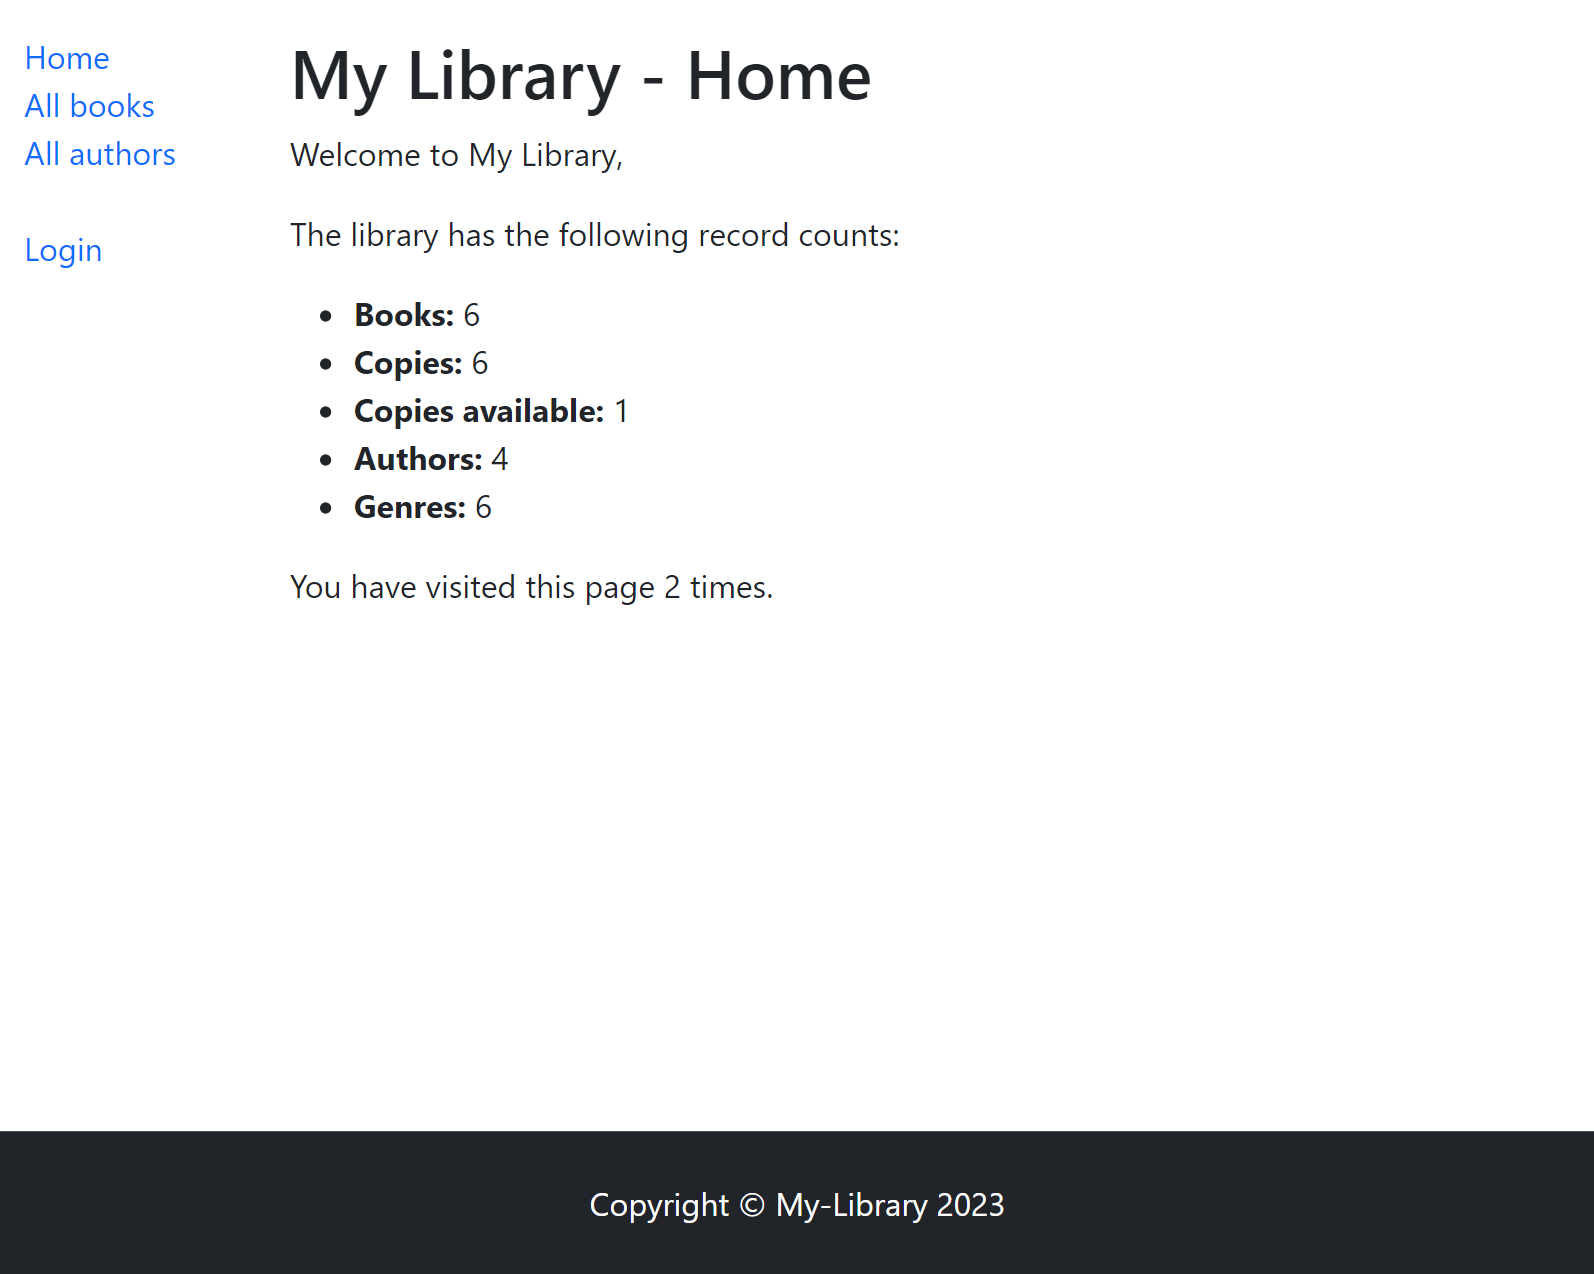 Home
All books
All authors
Login
My Library - Home
Welcome to My Library,
The library has the following record counts:
Books: 6
Copies: 6
Copies available: 1
Authors: 4
Genres: 6
You have visited this page 2 times.
Copyright © My-Library 2023